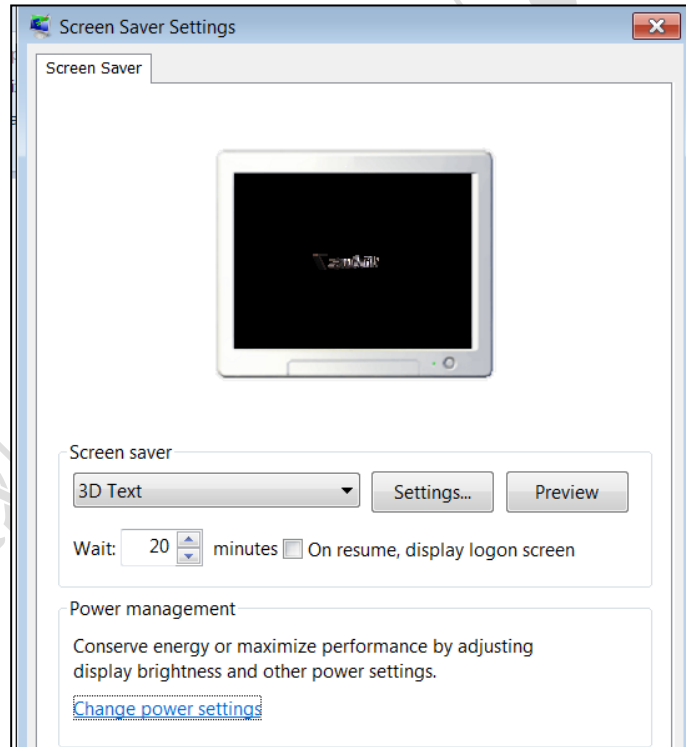 Screen Saver Settings
Screen Saver
Screen saver
3D Text
Settings...
Preview
Wait: 20 minutes On resume, display logon screen
Power management
Conserve energy or maximize performance by adjusting
display brightness and other power settings.
Change power settings